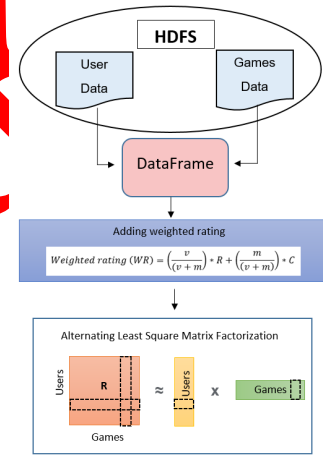 HDFS
User
Data
Games
Data
DataFrame
Adding weighted rating
Weighted rating (WR) = (v/(v + m)) * R + (m/(v + m)) * C
Alternating Least Square Matrix Factorization
Users
R
≈
Users
x
Games
Games